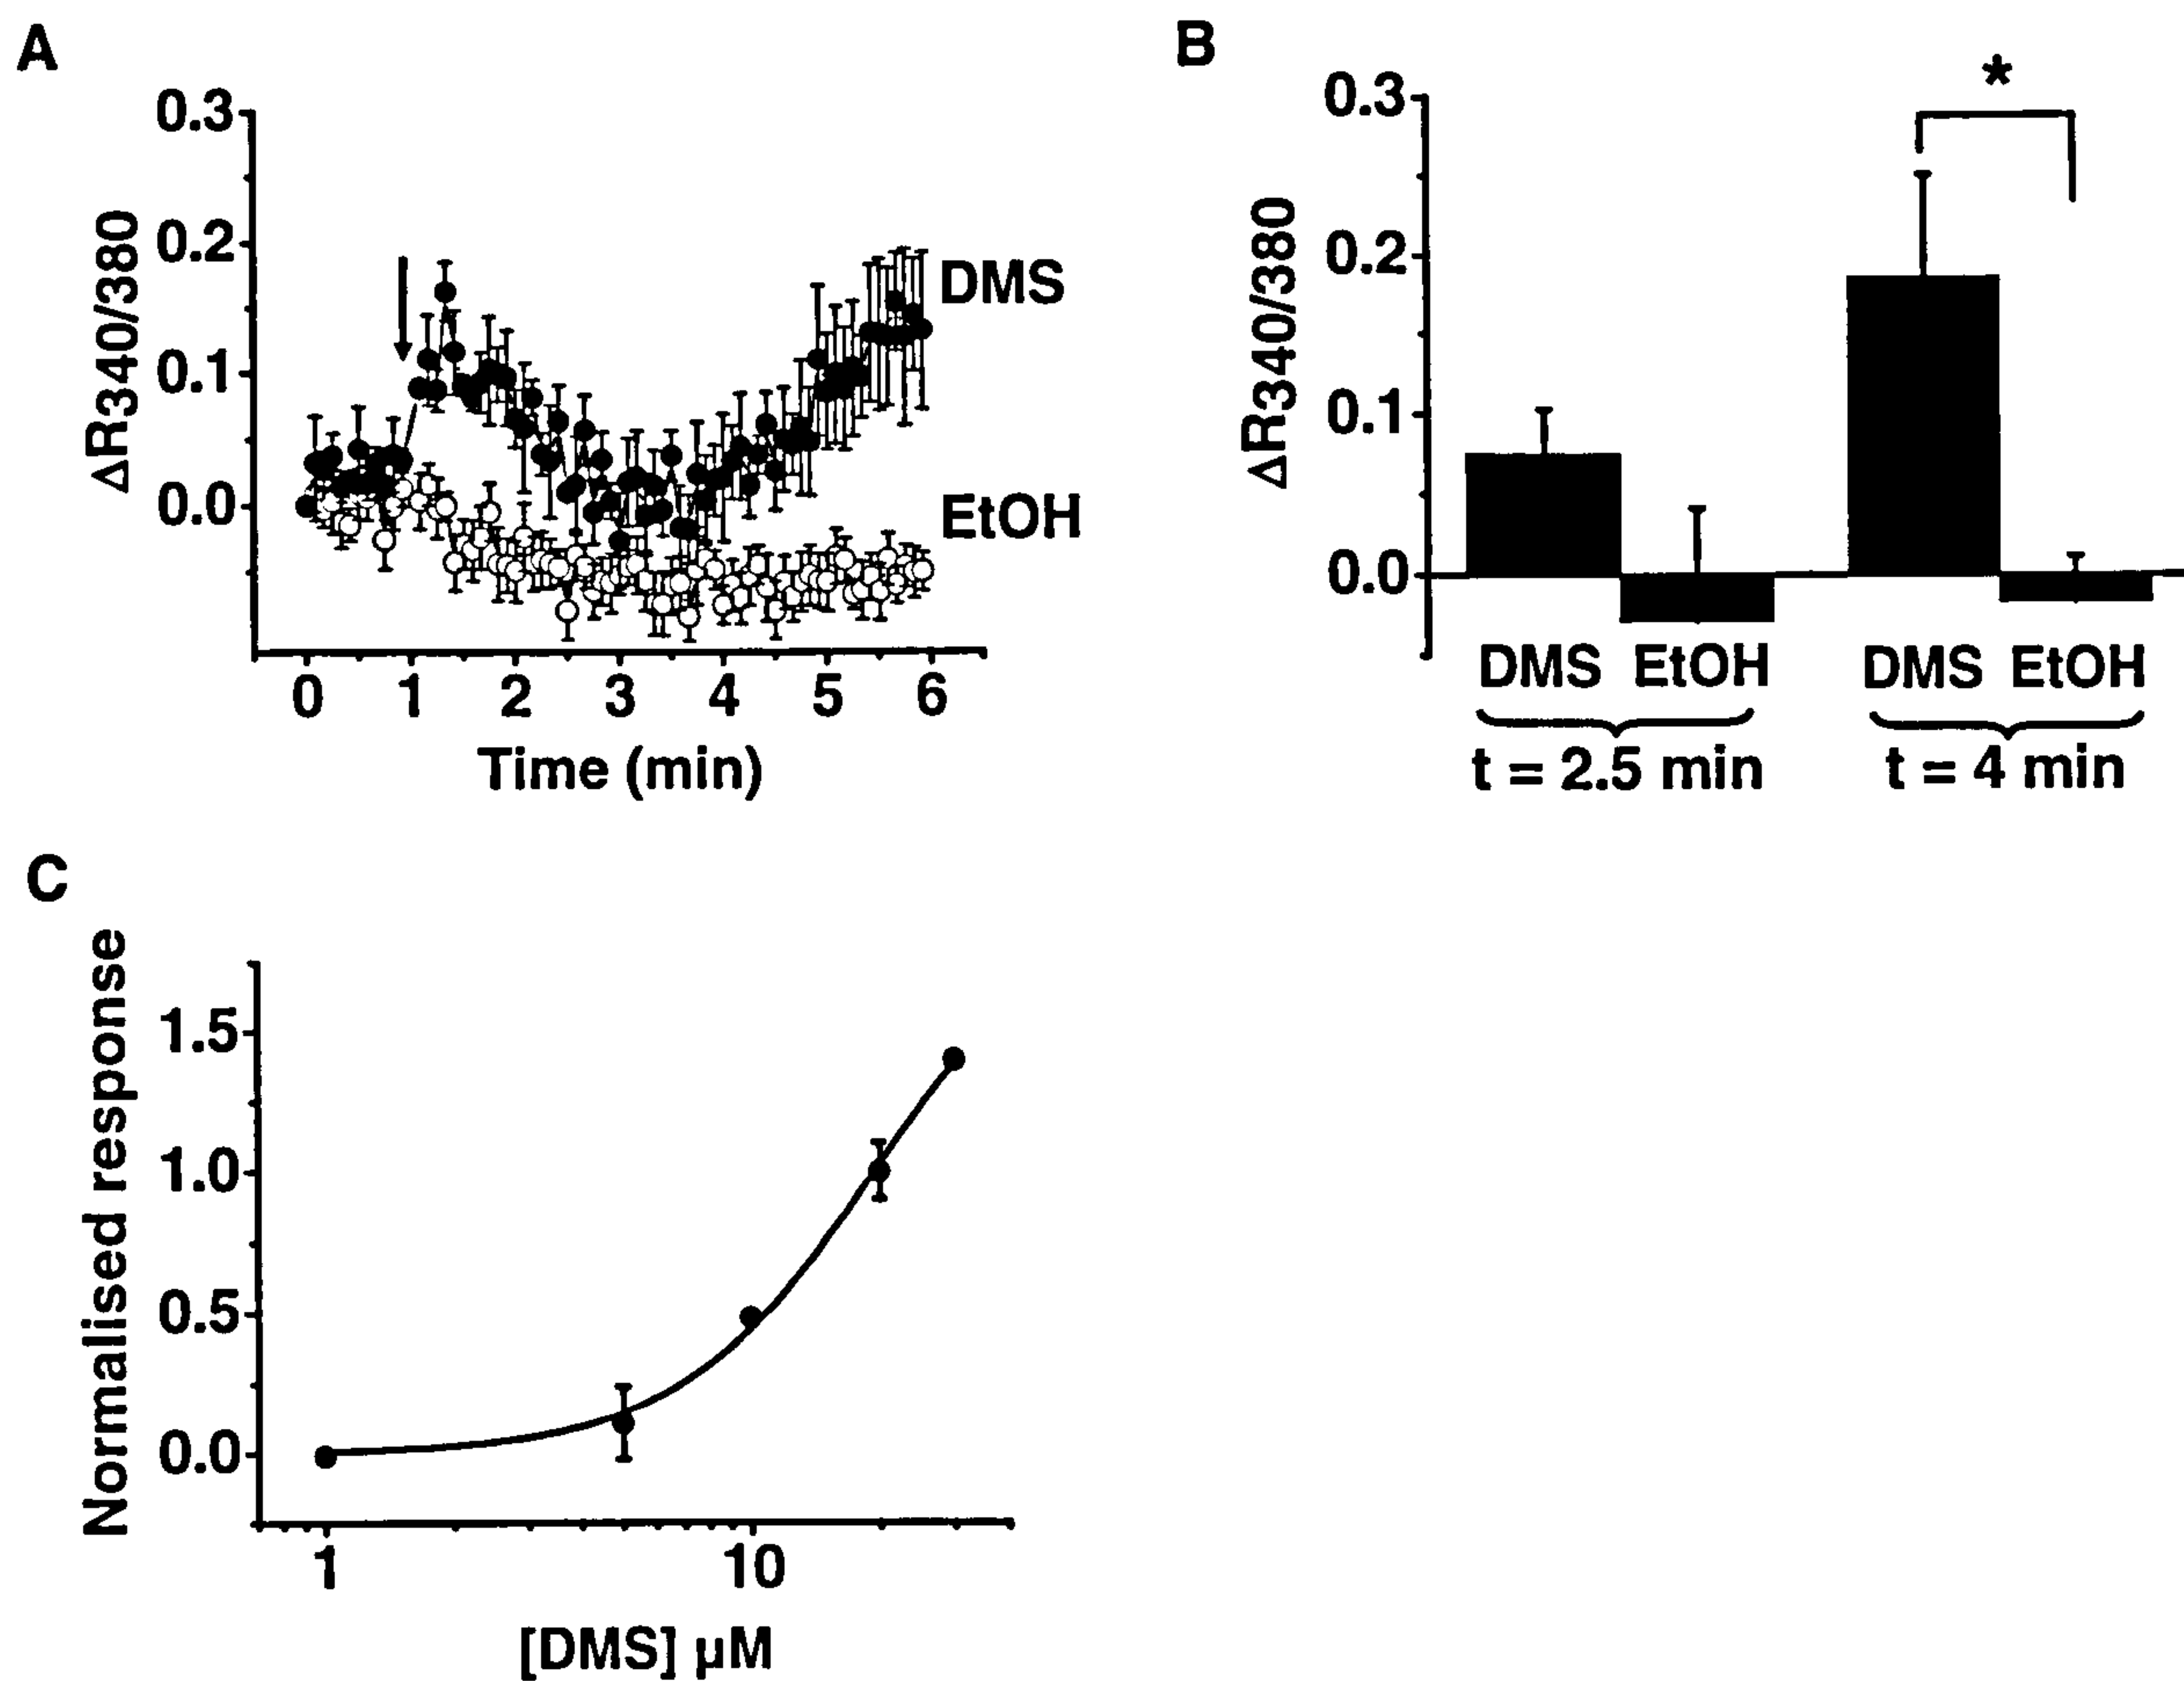 A
0.3
0.2
0.1
0.0
ΔR340/380
DMS
EtOH
0 1 2 3 4 5 6
Time (min)
B
*
0.3
0.2
0.1
0.0
ΔR340/380
DMS EtOH DMS EtOH
t = 2.5 min t = 4 min
C
1.5
1.0
0.5
0.0
Normalised response
1 10
[DMS] µM